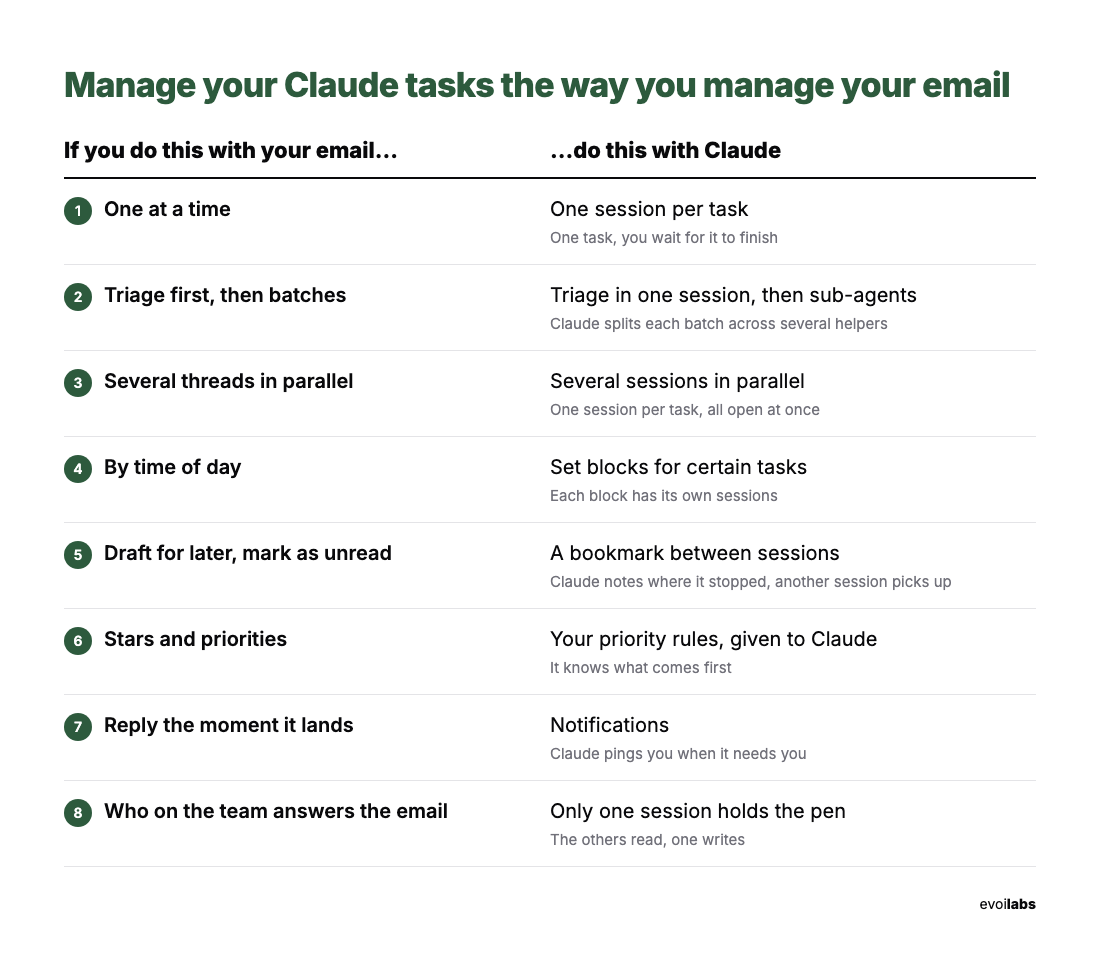 Manage your Claude tasks the way you manage your email
If you do this with your email...
...do this with Claude
1 One at a time
One session per task
One task, you wait for it to finish
2 Triage first, then batches
Triage in one session, then sub-agents
Claude splits each batch across several helpers
3 Several threads in parallel
Several sessions in parallel
One session per task, all open at once
4 By time of day
Set blocks for certain tasks
Each block has its own sessions
5 Draft for later, mark as unread
A bookmark between sessions
Claude notes where it stopped, another session picks up
6 Stars and priorities
Your priority rules, given to Claude
It knows what comes first
7 Reply the moment it lands
Notifications
Claude pings you when it needs you
8 Who on the team answers the email
Only one session holds the pen
The others read, one writes
evoilabs